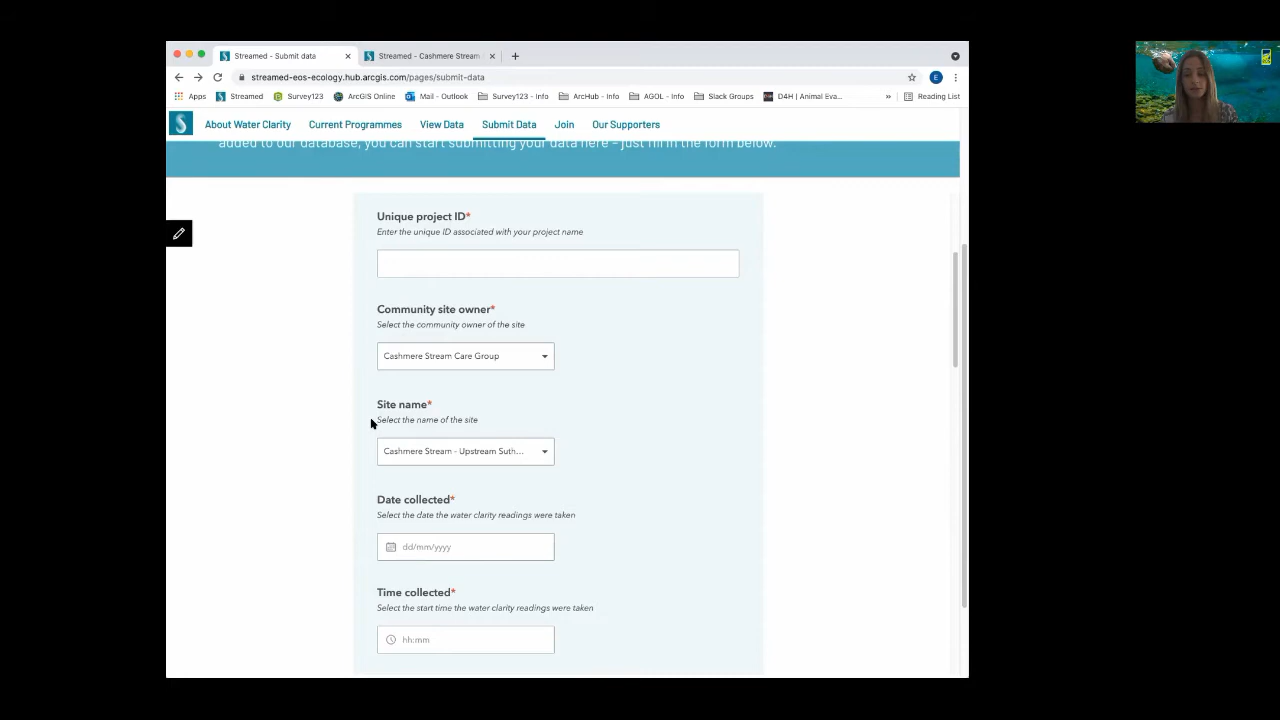 Streamed - Submit data
Streamed - Cashmere Stream
streamed-eos-ecology.hub.arcgis.com/pages/submit-data
E
Apps Streamed Survey123 ArcGIS Online Mail - Outlook Survey123 - Info ArcHub - Info AGOL - Info Slack Groups D4H | Animal Eva... » Reading List
S About Water Clarity Current Programmes View Data Submit Data Join Our Supporters
added to our database, you can start submitting your data here – just fill in the form below.
Unique project ID*
Enter the unique ID associated with your project name
Community site owner*
Select the community owner of the site
Cashmere Stream Care Group
Site name*
Select the name of the site
Cashmere Stream - Upstream Suth...
Date collected*
Select the date the water clarity readings were taken
dd/mm/yyyy
Time collected*
Select the start time the water clarity readings were taken
hh:mm